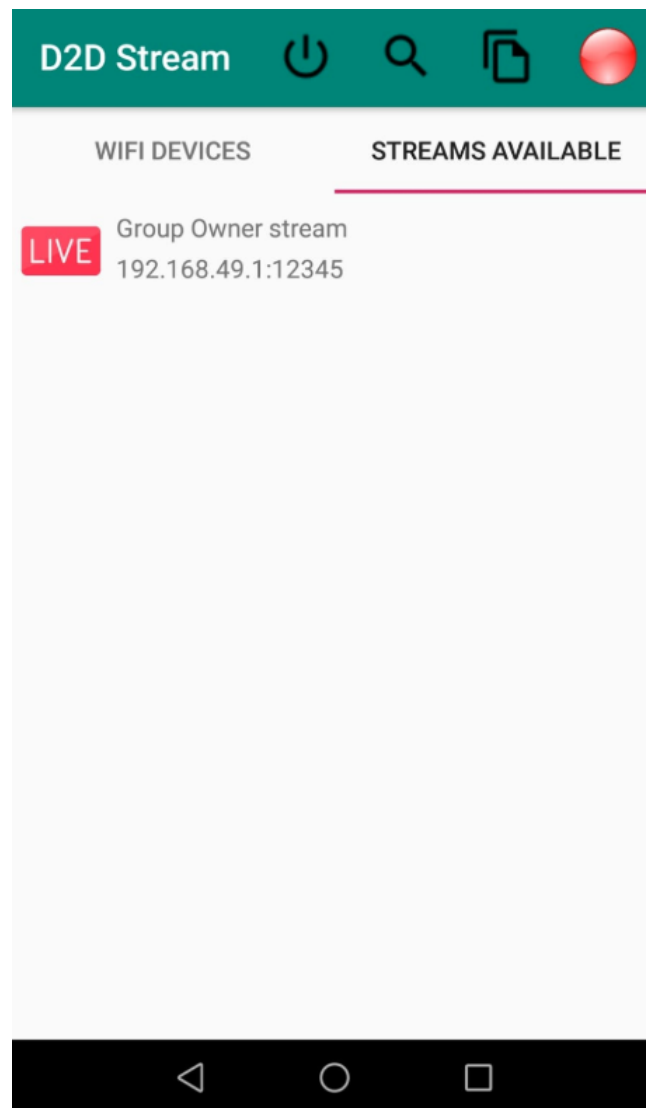 D2D Stream
WIFI DEVICES
STREAMS AVAILABLE
LIVE
Group Owner stream
192.168.49.1:12345